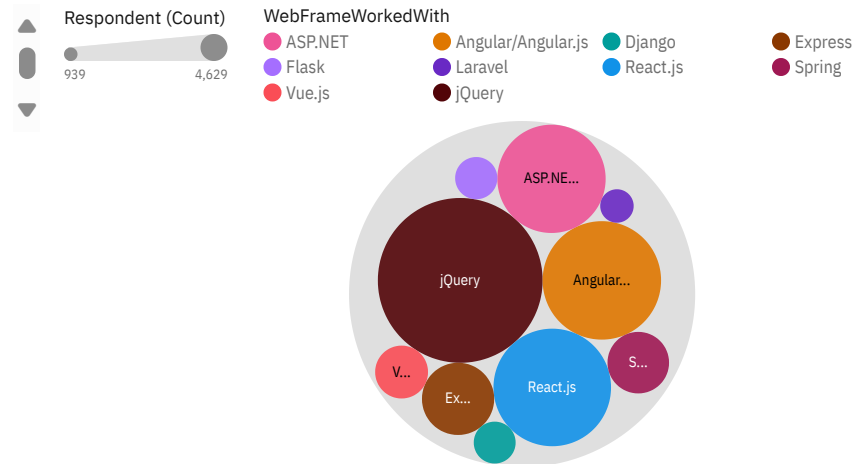 Respondent (Count)
939 4,629
WebFrameWorkedWith
ASP.NET Angular/Angular.js Django Express
Flask Laravel React.js Spring
Vue.js jQuery
ASP.NE...
jQuery Angular...
S...
V...
React.js
Ex...